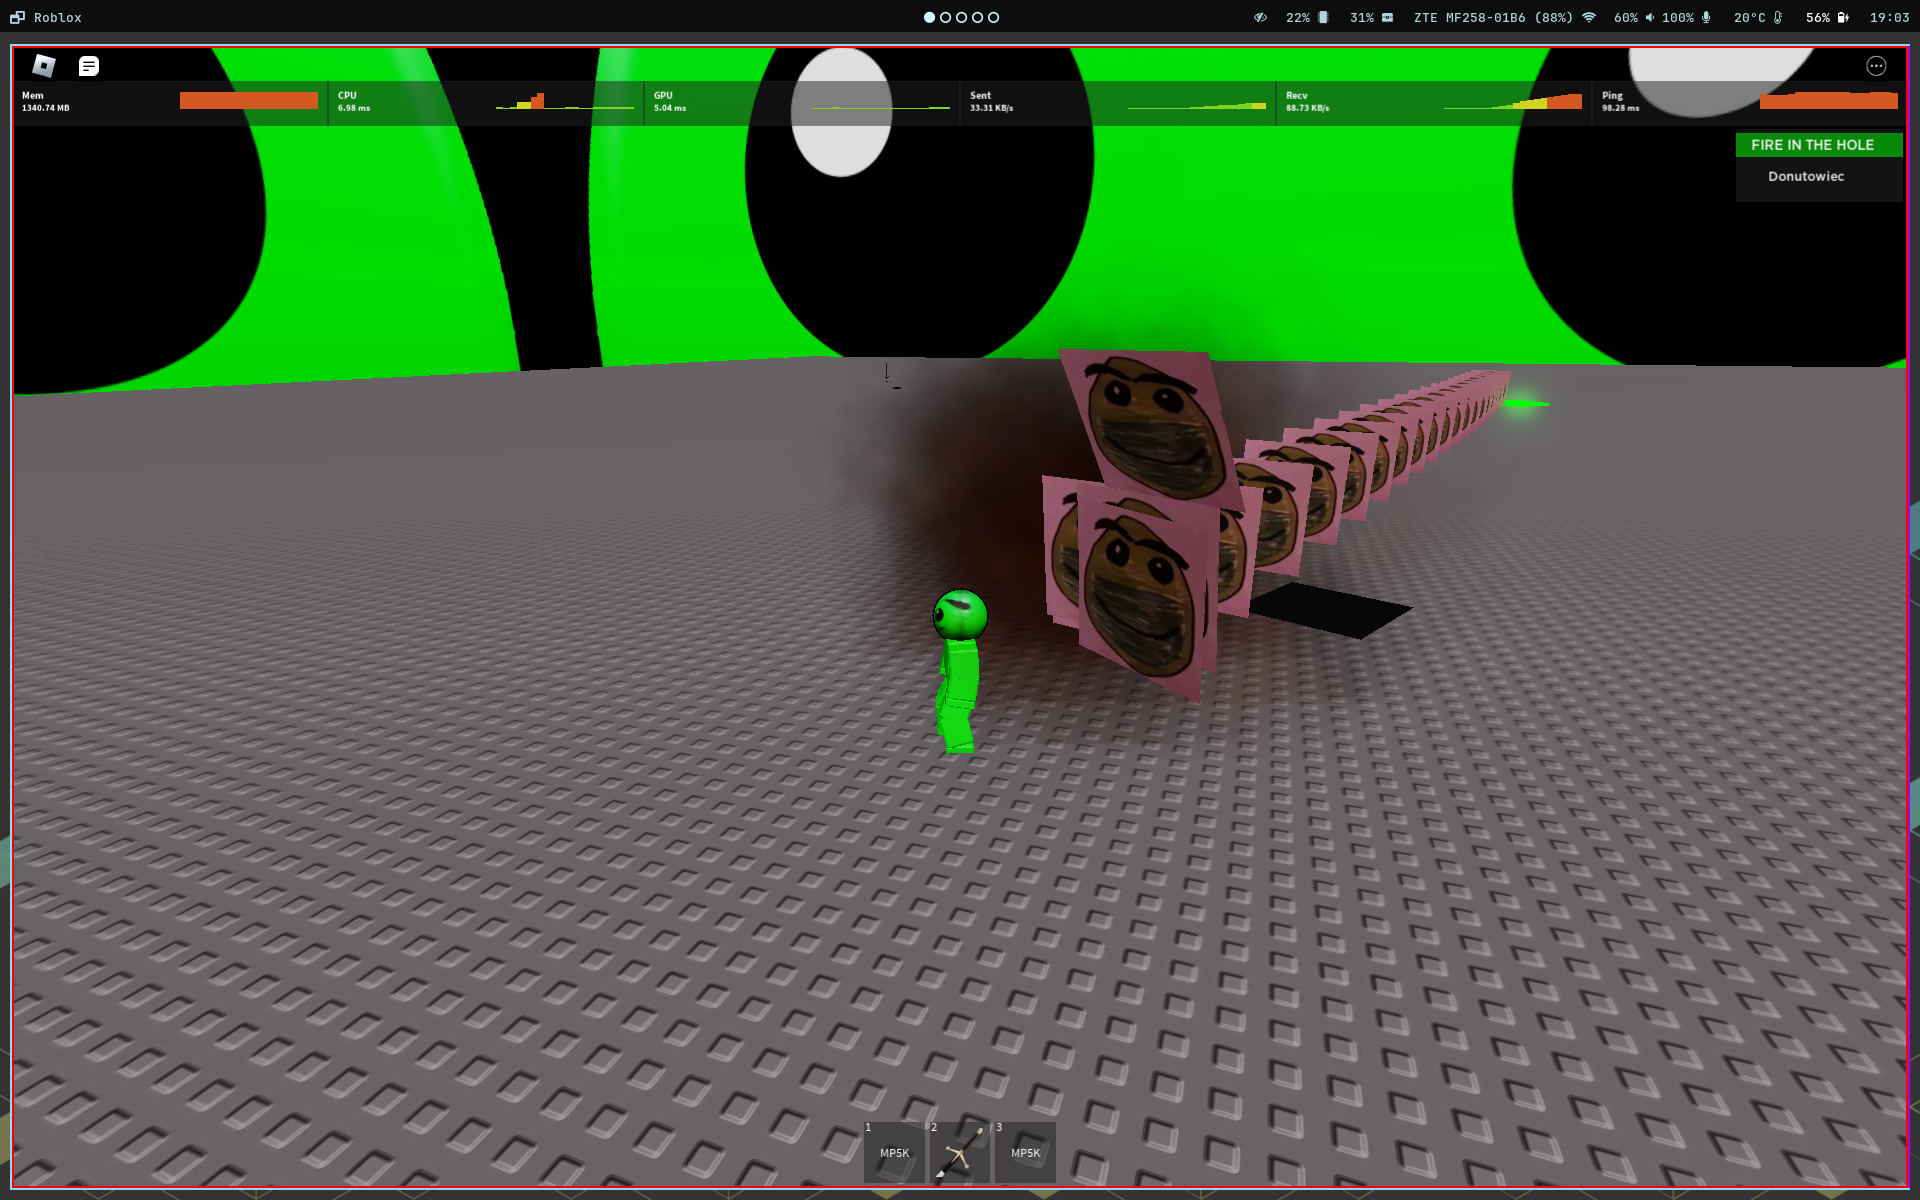 Roblox
22%
31%
ZTE MF258-01B6 (88%)
60%
100%
20°C
56%
19:03
Mem
1340.74 MB
CPU
6.98 ms
GPU
5.04 ms
Sent
33.31 KB/s
Recv
88.73 KB/s
Ping
98.28 ms
FIRE IN THE HOLE
Donutowiec
1
MP5K
2
3
MP5K